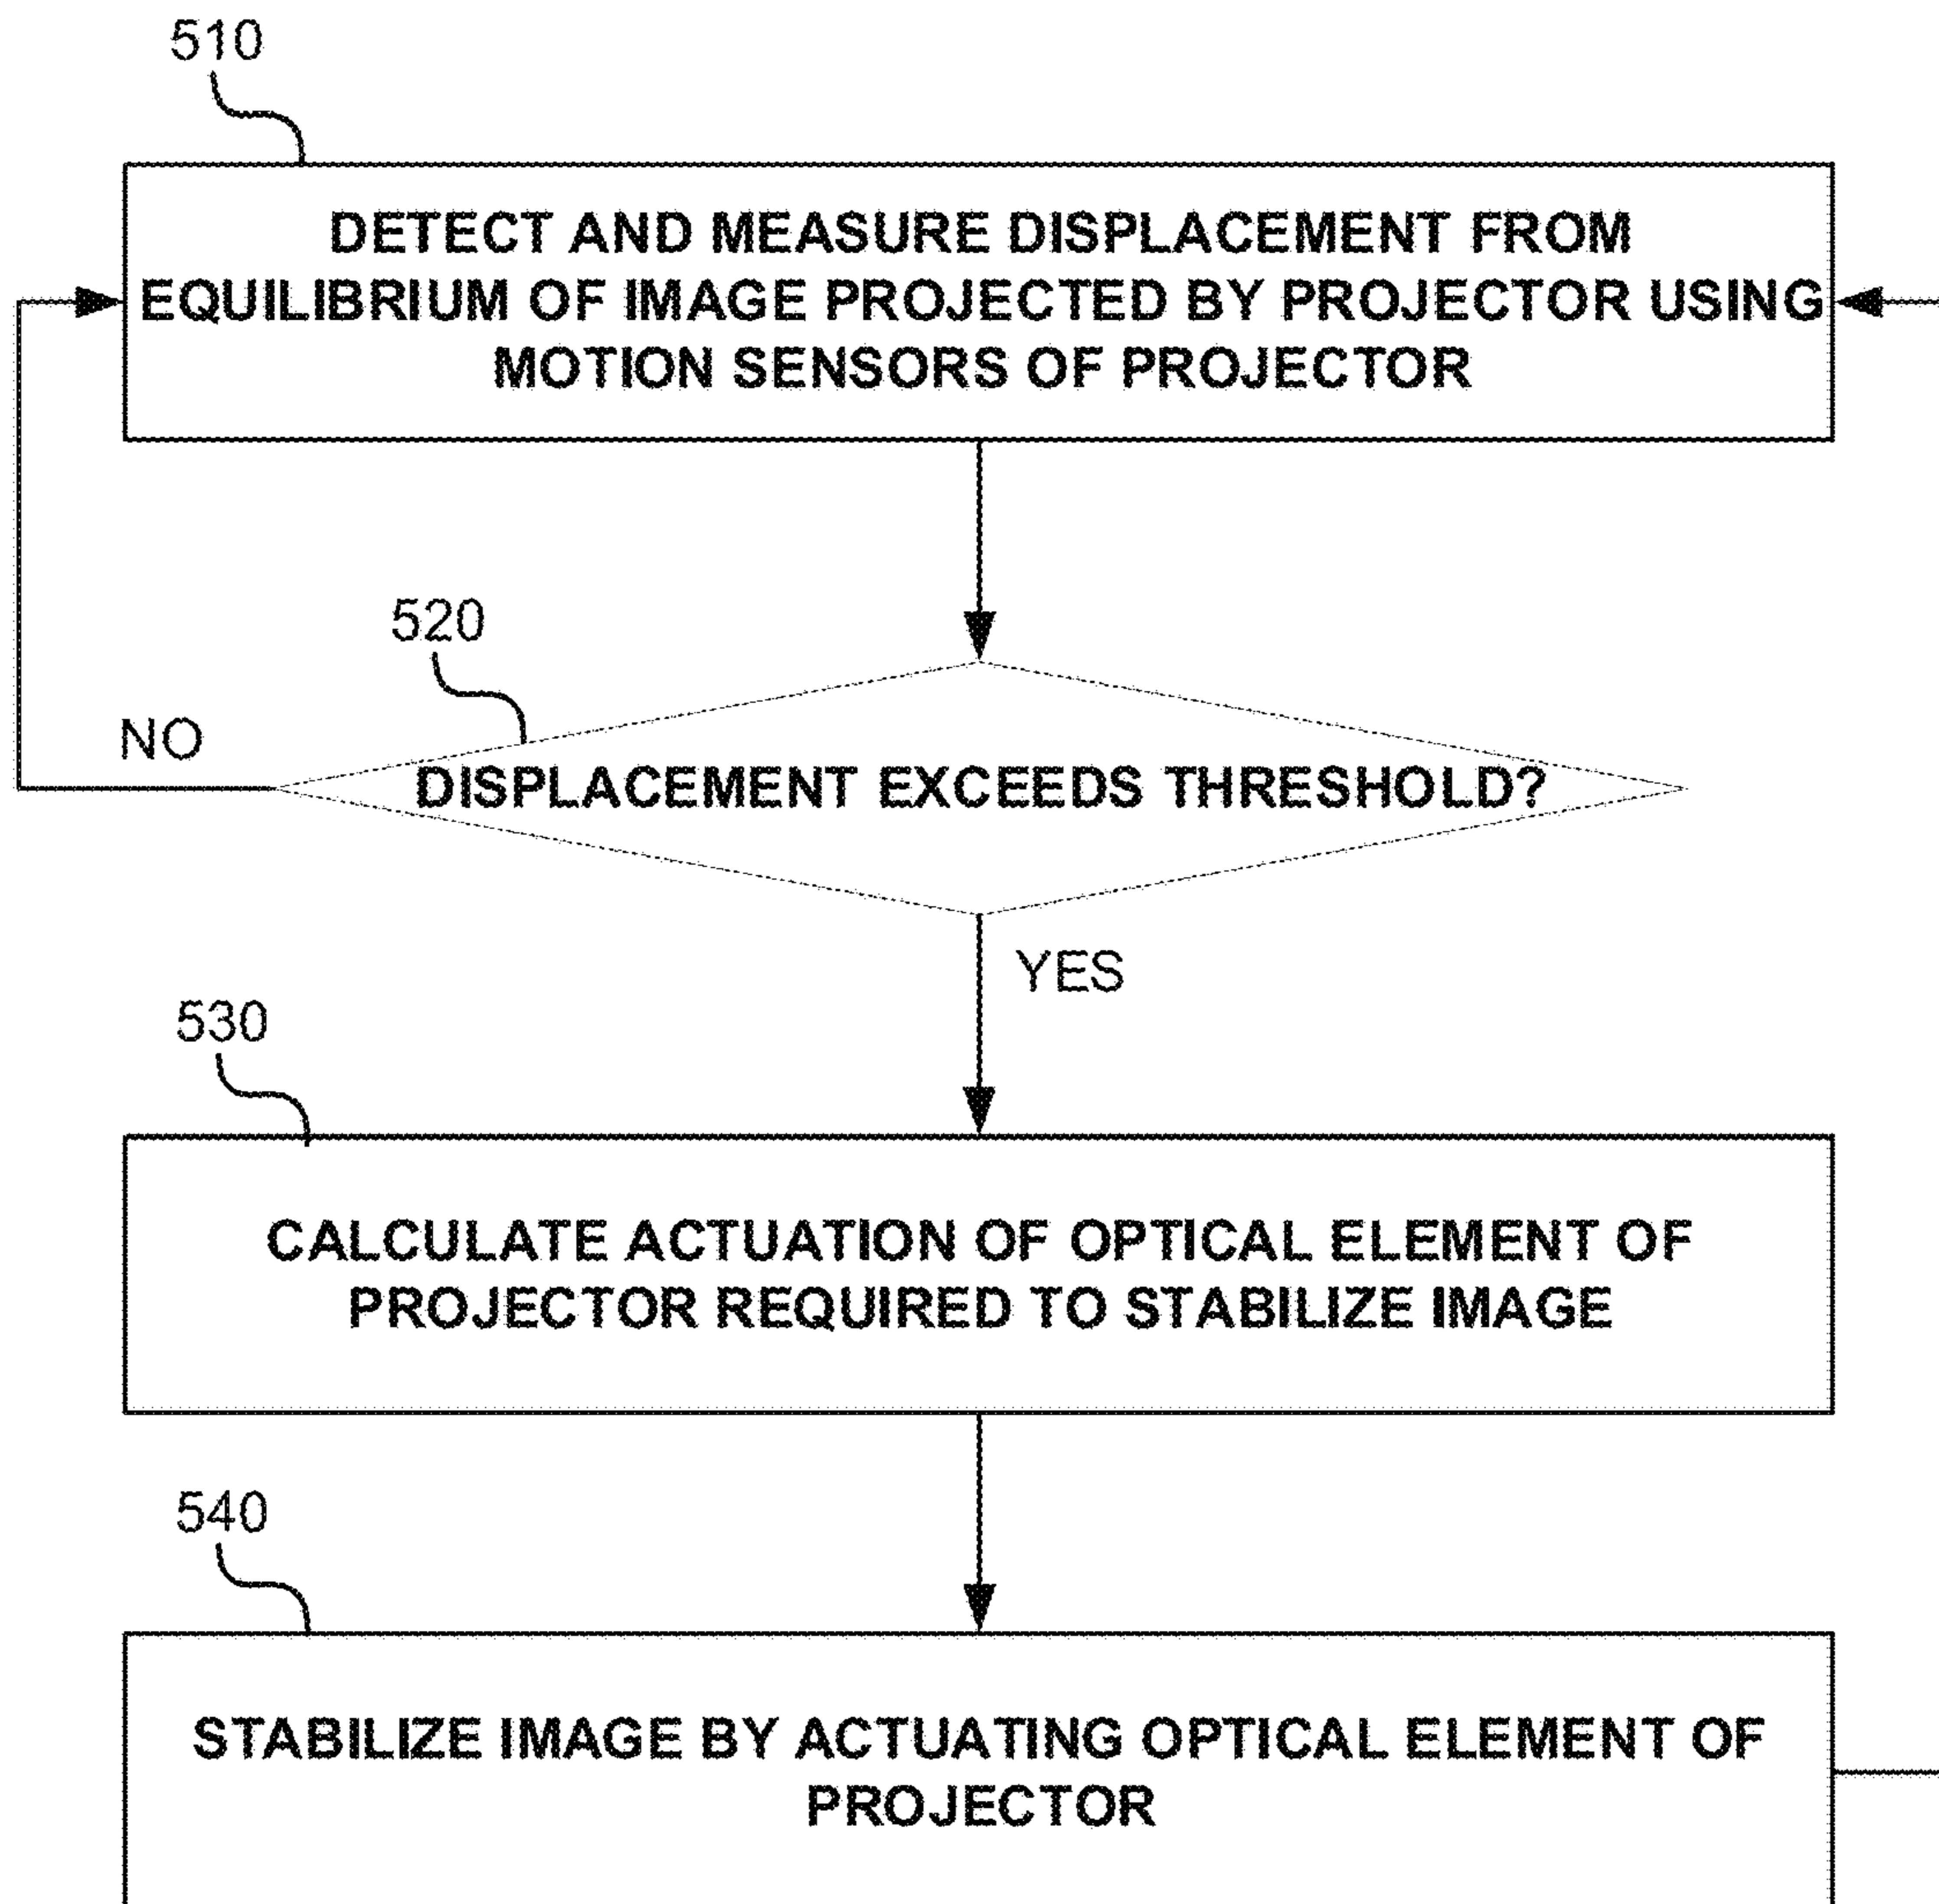 510
DETECT AND MEASURE DISPLACEMENT FROM
EQUILIBRIUM OF IMAGE PROJECTED BY PROJECTOR USING
MOTION SENSORS OF PROJECTOR
520
NO
DISPLACEMENT EXCEEDS THRESHOLD?
YES
530
CALCULATE ACTUATION OF OPTICAL ELEMENT OF
PROJECTOR REQUIRED TO STABILIZE IMAGE
540
STABILIZE IMAGE BY ACTUATING OPTICAL ELEMENT OF
PROJECTOR